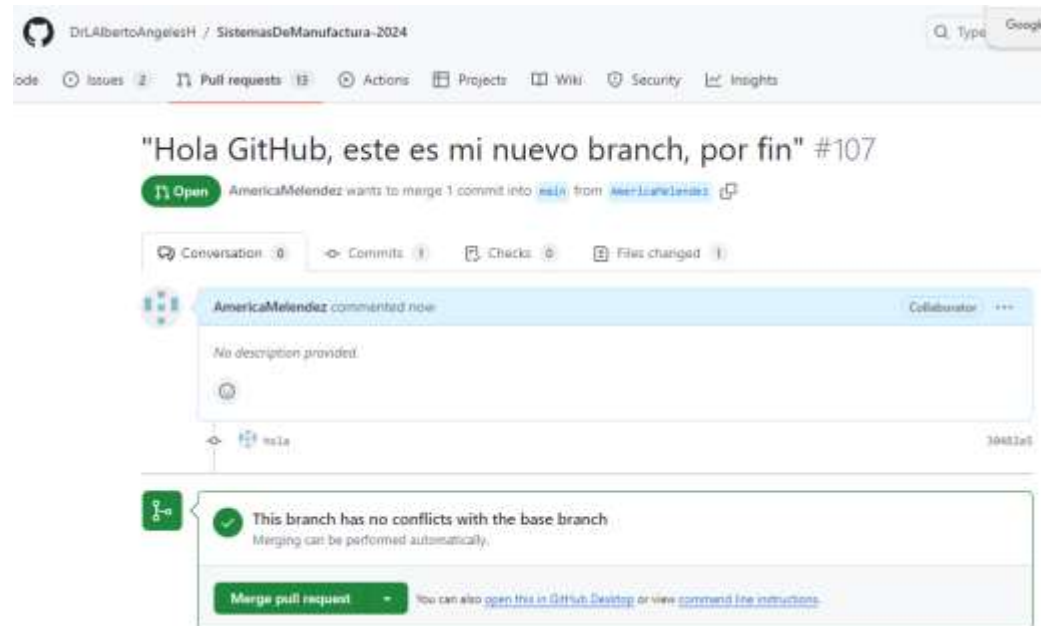 DrLAlbertoAngelesH / SistemasDeManufactura-2024
Type
Googl
ode Issues 2 Pull requests 13 Actions Projects Wiki Security Insights
"Hola GitHub, este es mi nuevo branch, por fin" #107
Open AmericaMelendez wants to merge 1 commit into main from AmericaMelendez
Conversation 0 Commits 1 Checks 0 Files changed 1
AmericaMelendez commented now
Collaborator ...
No description provided.
This branch has no conflicts with the base branch
Merging can be performed automatically.
Merge pull request You can also open this in GitHub Desktop or view command line instructions.